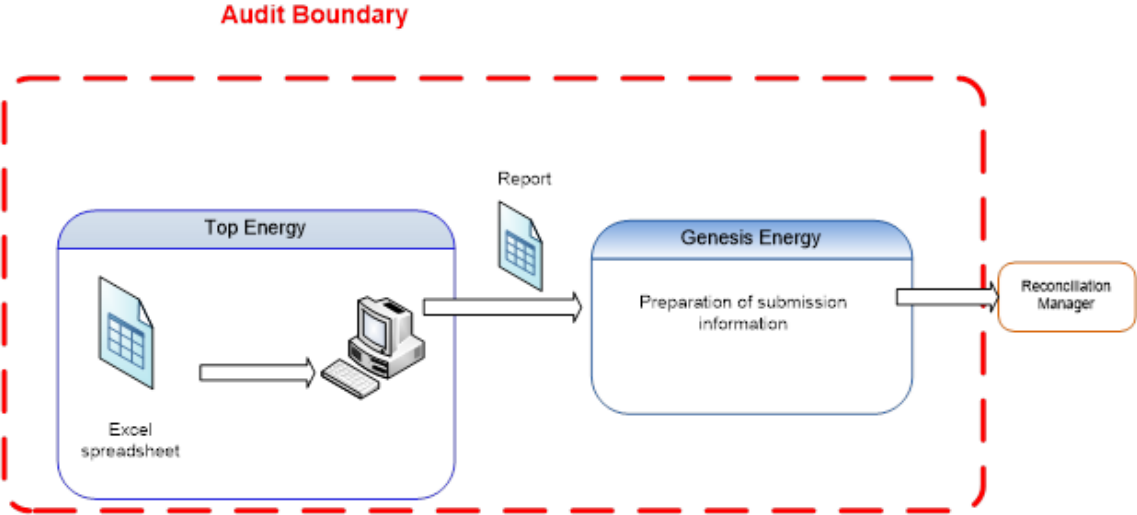 Audit Boundary
Report
Top Energy
Genesis Energy
Preparation of submission
information
Reconciliation
Manager
Excel
spreadsheet